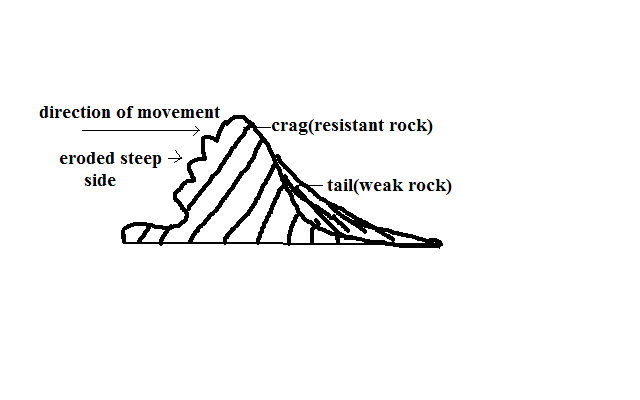 direction of movement
crag(resistant rock)
eroded steep
side
tail(weak rock)